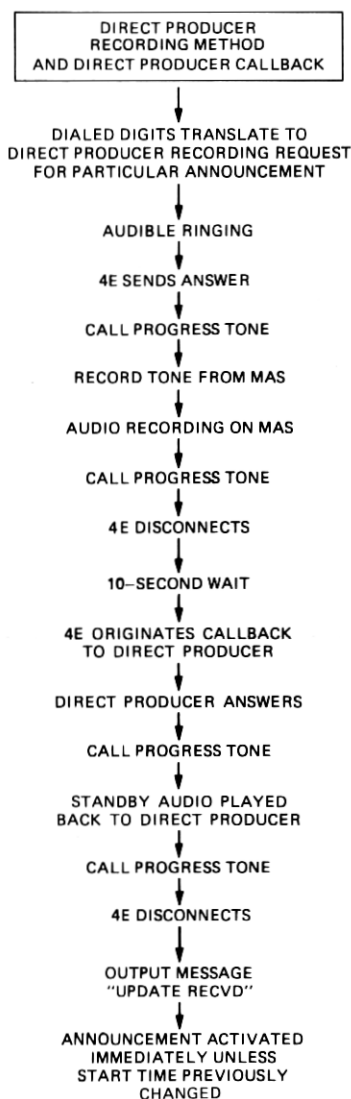 DIRECT PRODUCER
RECORDING METHOD
AND DIRECT PRODUCER CALLBACK
DIALED DIGITS TRANSLATE TO
DIRECT PRODUCER RECORDING REQUEST
FOR PARTICULAR ANNOUNCEMENT
AUDIBLE RINGING
4E SENDS ANSWER
CALL PROGRESS TONE
RECORD TONE FROM MAS
AUDIO RECORDING ON MAS
CALL PROGRESS TONE
4E DISCONNECTS
10-SECOND WAIT
4E ORIGINATES CALLBACK
TO DIRECT PRODUCER
DIRECT PRODUCER ANSWERS
CALL PROGRESS TONE
STANDBY AUDIO PLAYED
BACK TO DIRECT PRODUCER
CALL PROGRESS TONE
4E DISCONNECTS
OUTPUT MESSAGE
"UPDATE RECVD"
ANNOUNCEMENT ACTIVATED
IMMEDIATELY UNLESS
START TIME PREVIOUSLY
CHANGED